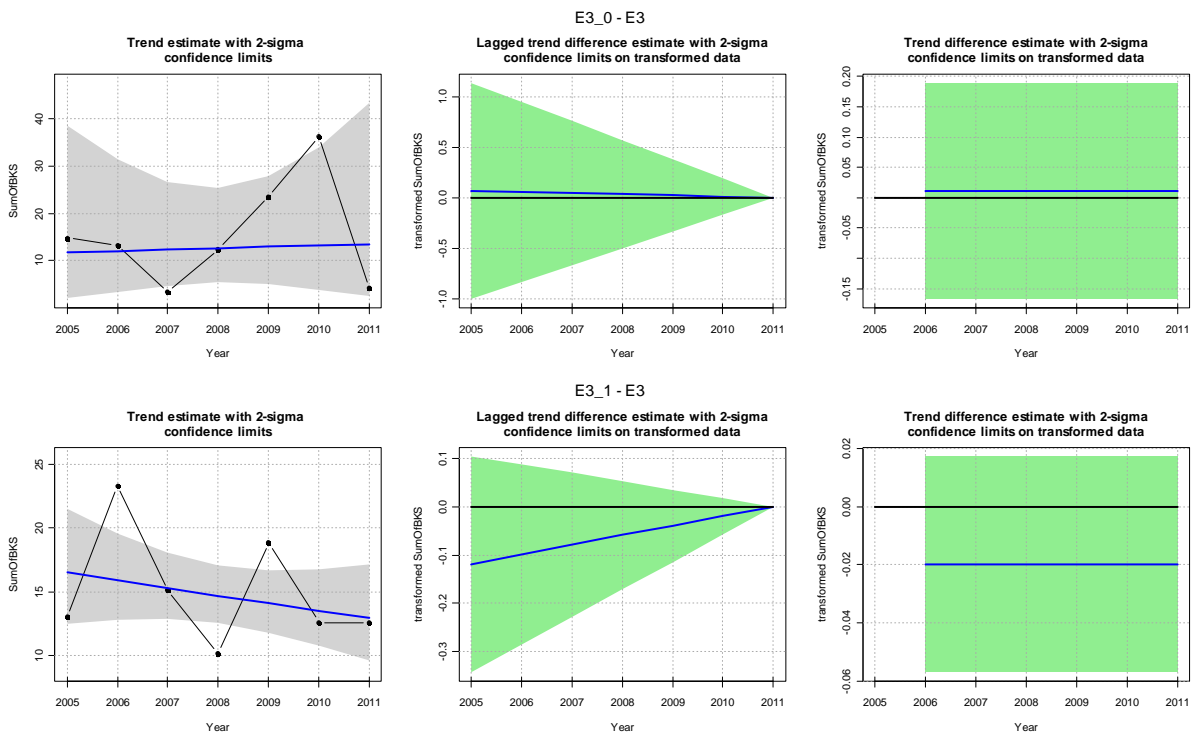 E3_0 - E3
Trend estimate with 2-sigma
confidence limits
SumOfBKS
40
30
20
10
2005 2006 2007 2008 2009 2010 2011
Year
Lagged trend difference estimate with 2-sigma
confidence limits on transformed data
transformed SumOfBKS
1.0
0.5
0.0
-0.5
-1.0
2005 2006 2007 2008 2009 2010 2011
Year
Trend difference estimate with 2-sigma
confidence limits on transformed data
transformed SumOfBKS
0.20
0.15
0.10
0.05
-0.05
-0.15
2005 2006 2007 2008 2009 2010 2011
Year
E3_1 - E3
Trend estimate with 2-sigma
confidence limits
SumOfBKS
25
20
15
10
2005 2006 2007 2008 2009 2010 2011
Year
Lagged trend difference estimate with 2-sigma
confidence limits on transformed data
transformed SumOfBKS
0.1
0.0
-0.1
-0.2
-0.3
2005 2006 2007 2008 2009 2010 2011
Year
Trend difference estimate with 2-sigma
confidence limits on transformed data
transformed SumOfBKS
0.02
0.00
-0.02
-0.04
-0.06
2005 2006 2007 2008 2009 2010 2011
Year